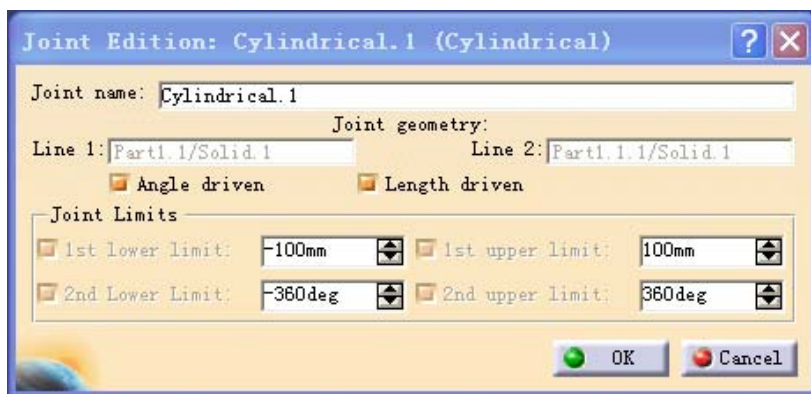 Joint Edition: Cylindrical.1 (Cylindrical)
Joint name: Cylindrical.1
Joint geometry:
Line 1: Part1.1/Solid.1 Line 2: Part1.1.1/Solid.1
Angle driven Length driven
Joint Limits
1st lower limit: -100mm 1st upper limit: 100mm
2nd Lower Limit: -360deg 2nd upper limit: 360deg
OK Cancel